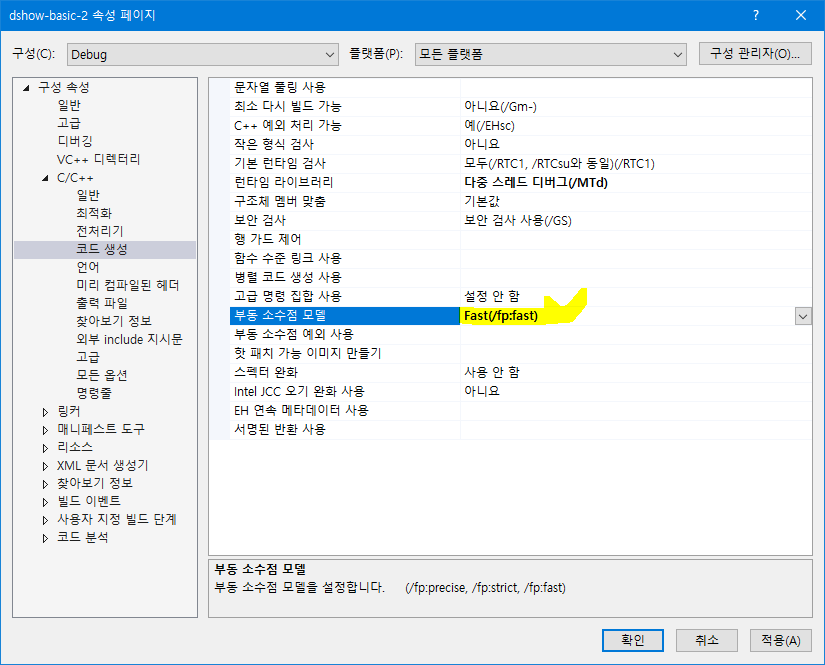 dshow-basic-2 속성 페이지
구성(C): Debug 플랫폼(P): 모든 플랫폼 구성 관리자(O)...
구성 속성
일반
고급
디버깅
VC++ 디렉터리
C/C++
일반
최적화
전처리기
코드 생성
언어
미리 컴파일된 헤더
출력 파일
찾아보기 정보
외부 include 지시문
고급
모든 옵션
명령줄
링커
매니페스트 도구
리소스
XML 문서 생성기
찾아보기 정보
빌드 이벤트
사용자 지정 빌드 단계
코드 분석
문자열 풀링 사용
최소 다시 빌드 가능 아니요(/Gm-)
C++ 예외 처리 가능 예(/EHsc)
작은 형식 검사 아니요
기본 런타임 검사 모두(/RTC1, /RTCsu와 동일)(/RTC1)
런타임 라이브러리 다중 스레드 디버그(/MTd)
구조체 멤버 맞춤 기본값
보안 검사 보안 검사 사용(/GS)
행 가드 제어
함수 수준 링크 사용
병렬 코드 생성 사용
고급 명령 집합 사용 설정 안 함
부동 소수점 모델 Fast(/fp:fast)
부동 소수점 예외 사용
핫 패치 가능 이미지 만들기
스펙터 완화 사용 안 함
Intel JCC 오기 완화 사용 아니요
EH 연속 메타데이터 사용
서명된 반환 사용
부동 소수점 모델
부동 소수점 모델을 설정합니다. (/fp:precise, /fp:strict, /fp:fast)
확인 취소 적용(A)